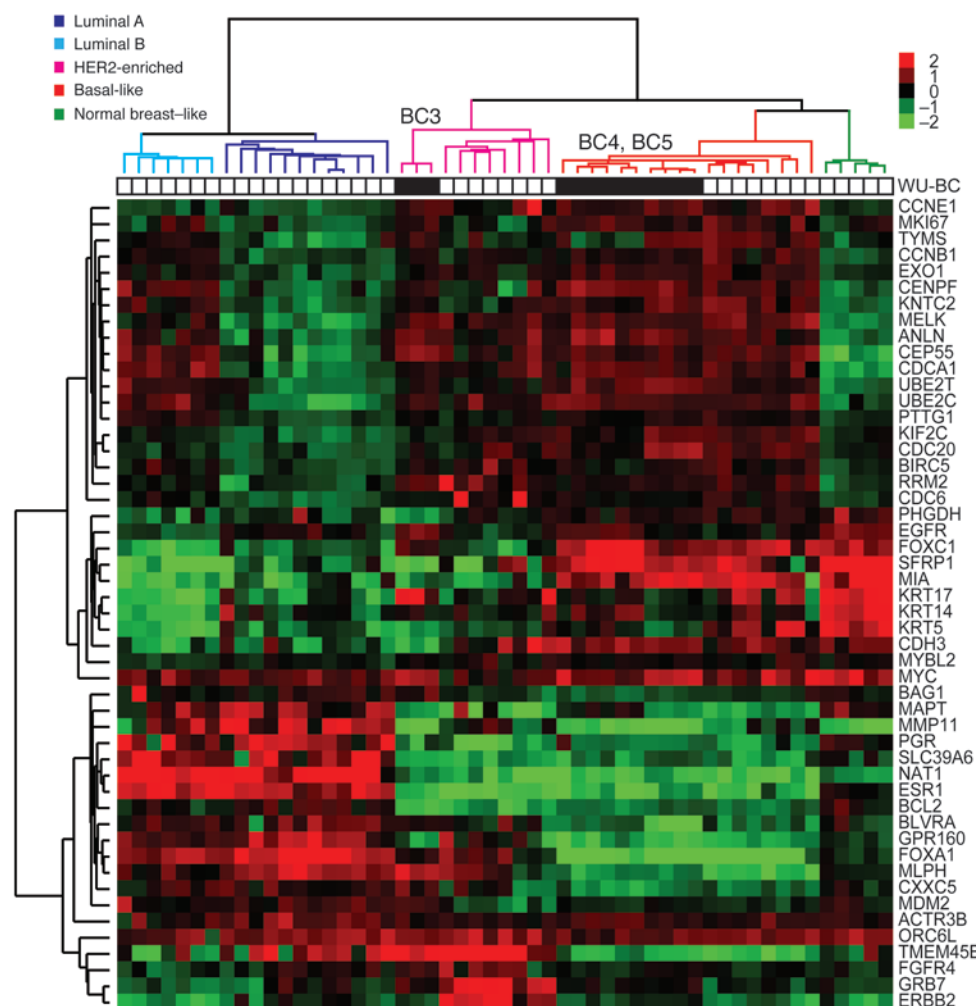 Luminal A
Luminal B
HER2-enriched
Basal-like
Normal breast–like
2
1
0
−1
−2
BC3
BC4, BC5
WU-BC
CCNE1
MKI67
TYMS
CCNB1
EXO1
CENPF
KNTC2
MELK
ANLN
CEP55
CDCA1
UBE2T
UBE2C
PTTG1
KIF2C
CDC20
BIRC5
RRM2
CDC6
PHGDH
EGFR
FOXC1
SFRP1
MIA
KRT17
KRT14
KRT5
CDH3
MYBL2
MYC
BAG1
MAPT
MMP11
PGR
SLC39A6
NAT1
ESR1
BCL2
BLVRA
GPR160
FOXA1
MLPH
CXXC5
MDM2
ACTR3B
ORC6L
TMEM45B
FGFR4
GRB7
ERBB2